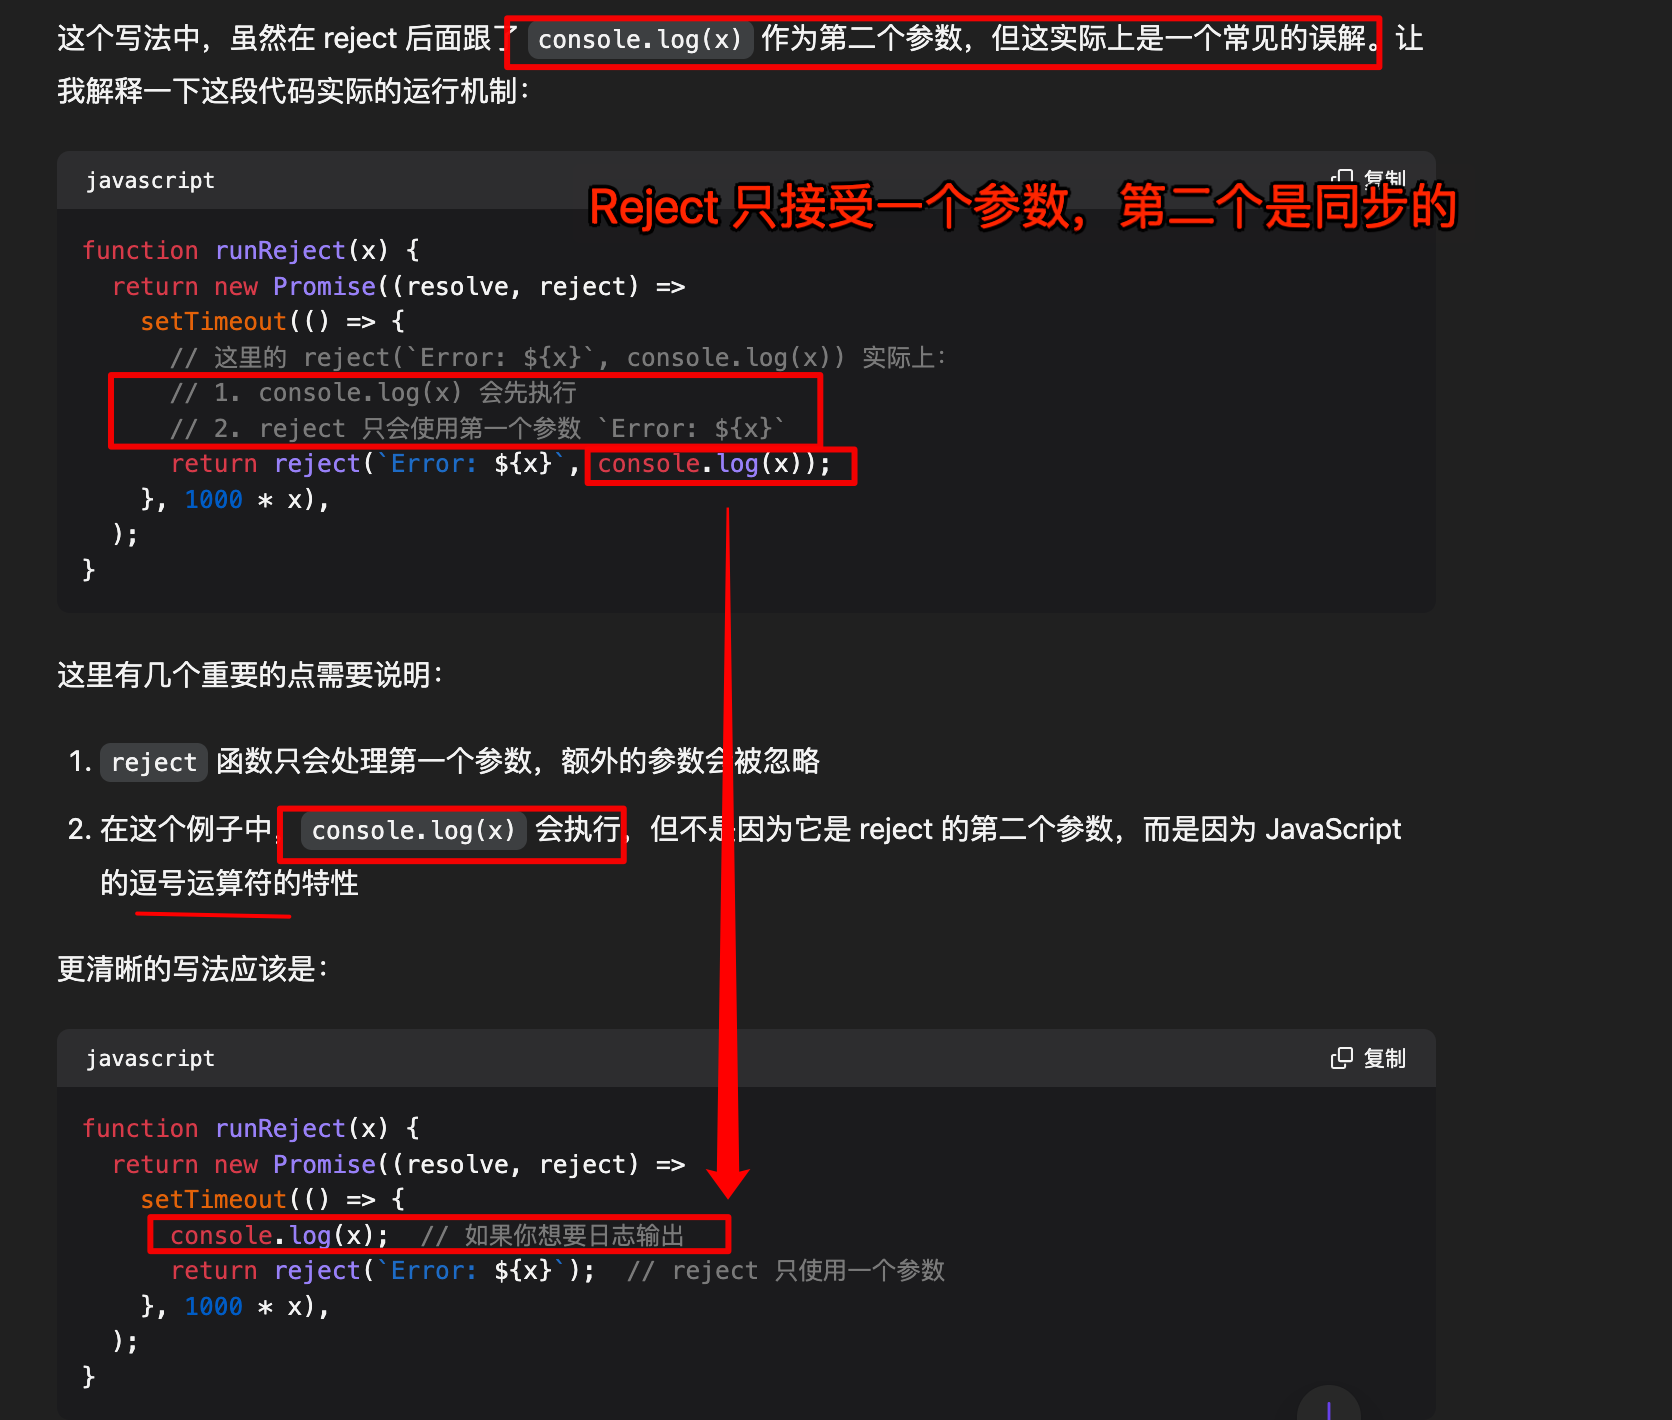 这个写法中，虽然在 reject 后面跟了 console.log(x) 作为第二个参数，但这实际上是一个常见的误解。让
我解释一下这段代码实际的运行机制：
javascript
复制
Reject 只接受一个参数，第二个是同步的
function runReject(x) {
  return new Promise((resolve, reject) =>
    setTimeout(() => {
      // 这里的 reject(`Error: ${x}`, console.log(x)) 实际上：
      // 1. console.log(x) 会先执行
      // 2. reject 只会使用第一个参数 `Error: ${x}`
      return reject(`Error: ${x}`, console.log(x));
    }, 1000 * x),
  );
}
这里有几个重要的点需要说明：
1. reject 函数只会处理第一个参数，额外的参数会被忽略
2. 在这个例子中，console.log(x) 会执行，但不是因为它是 reject 的第二个参数，而是因为 JavaScript
的逗号运算符的特性
更清晰的写法应该是：
javascript
复制
function runReject(x) {
  return new Promise((resolve, reject) =>
    setTimeout(() => {
      console.log(x);  // 如果你想要日志输出
      return reject(`Error: ${x}`);  // reject 只使用一个参数
    }, 1000 * x),
  );
}